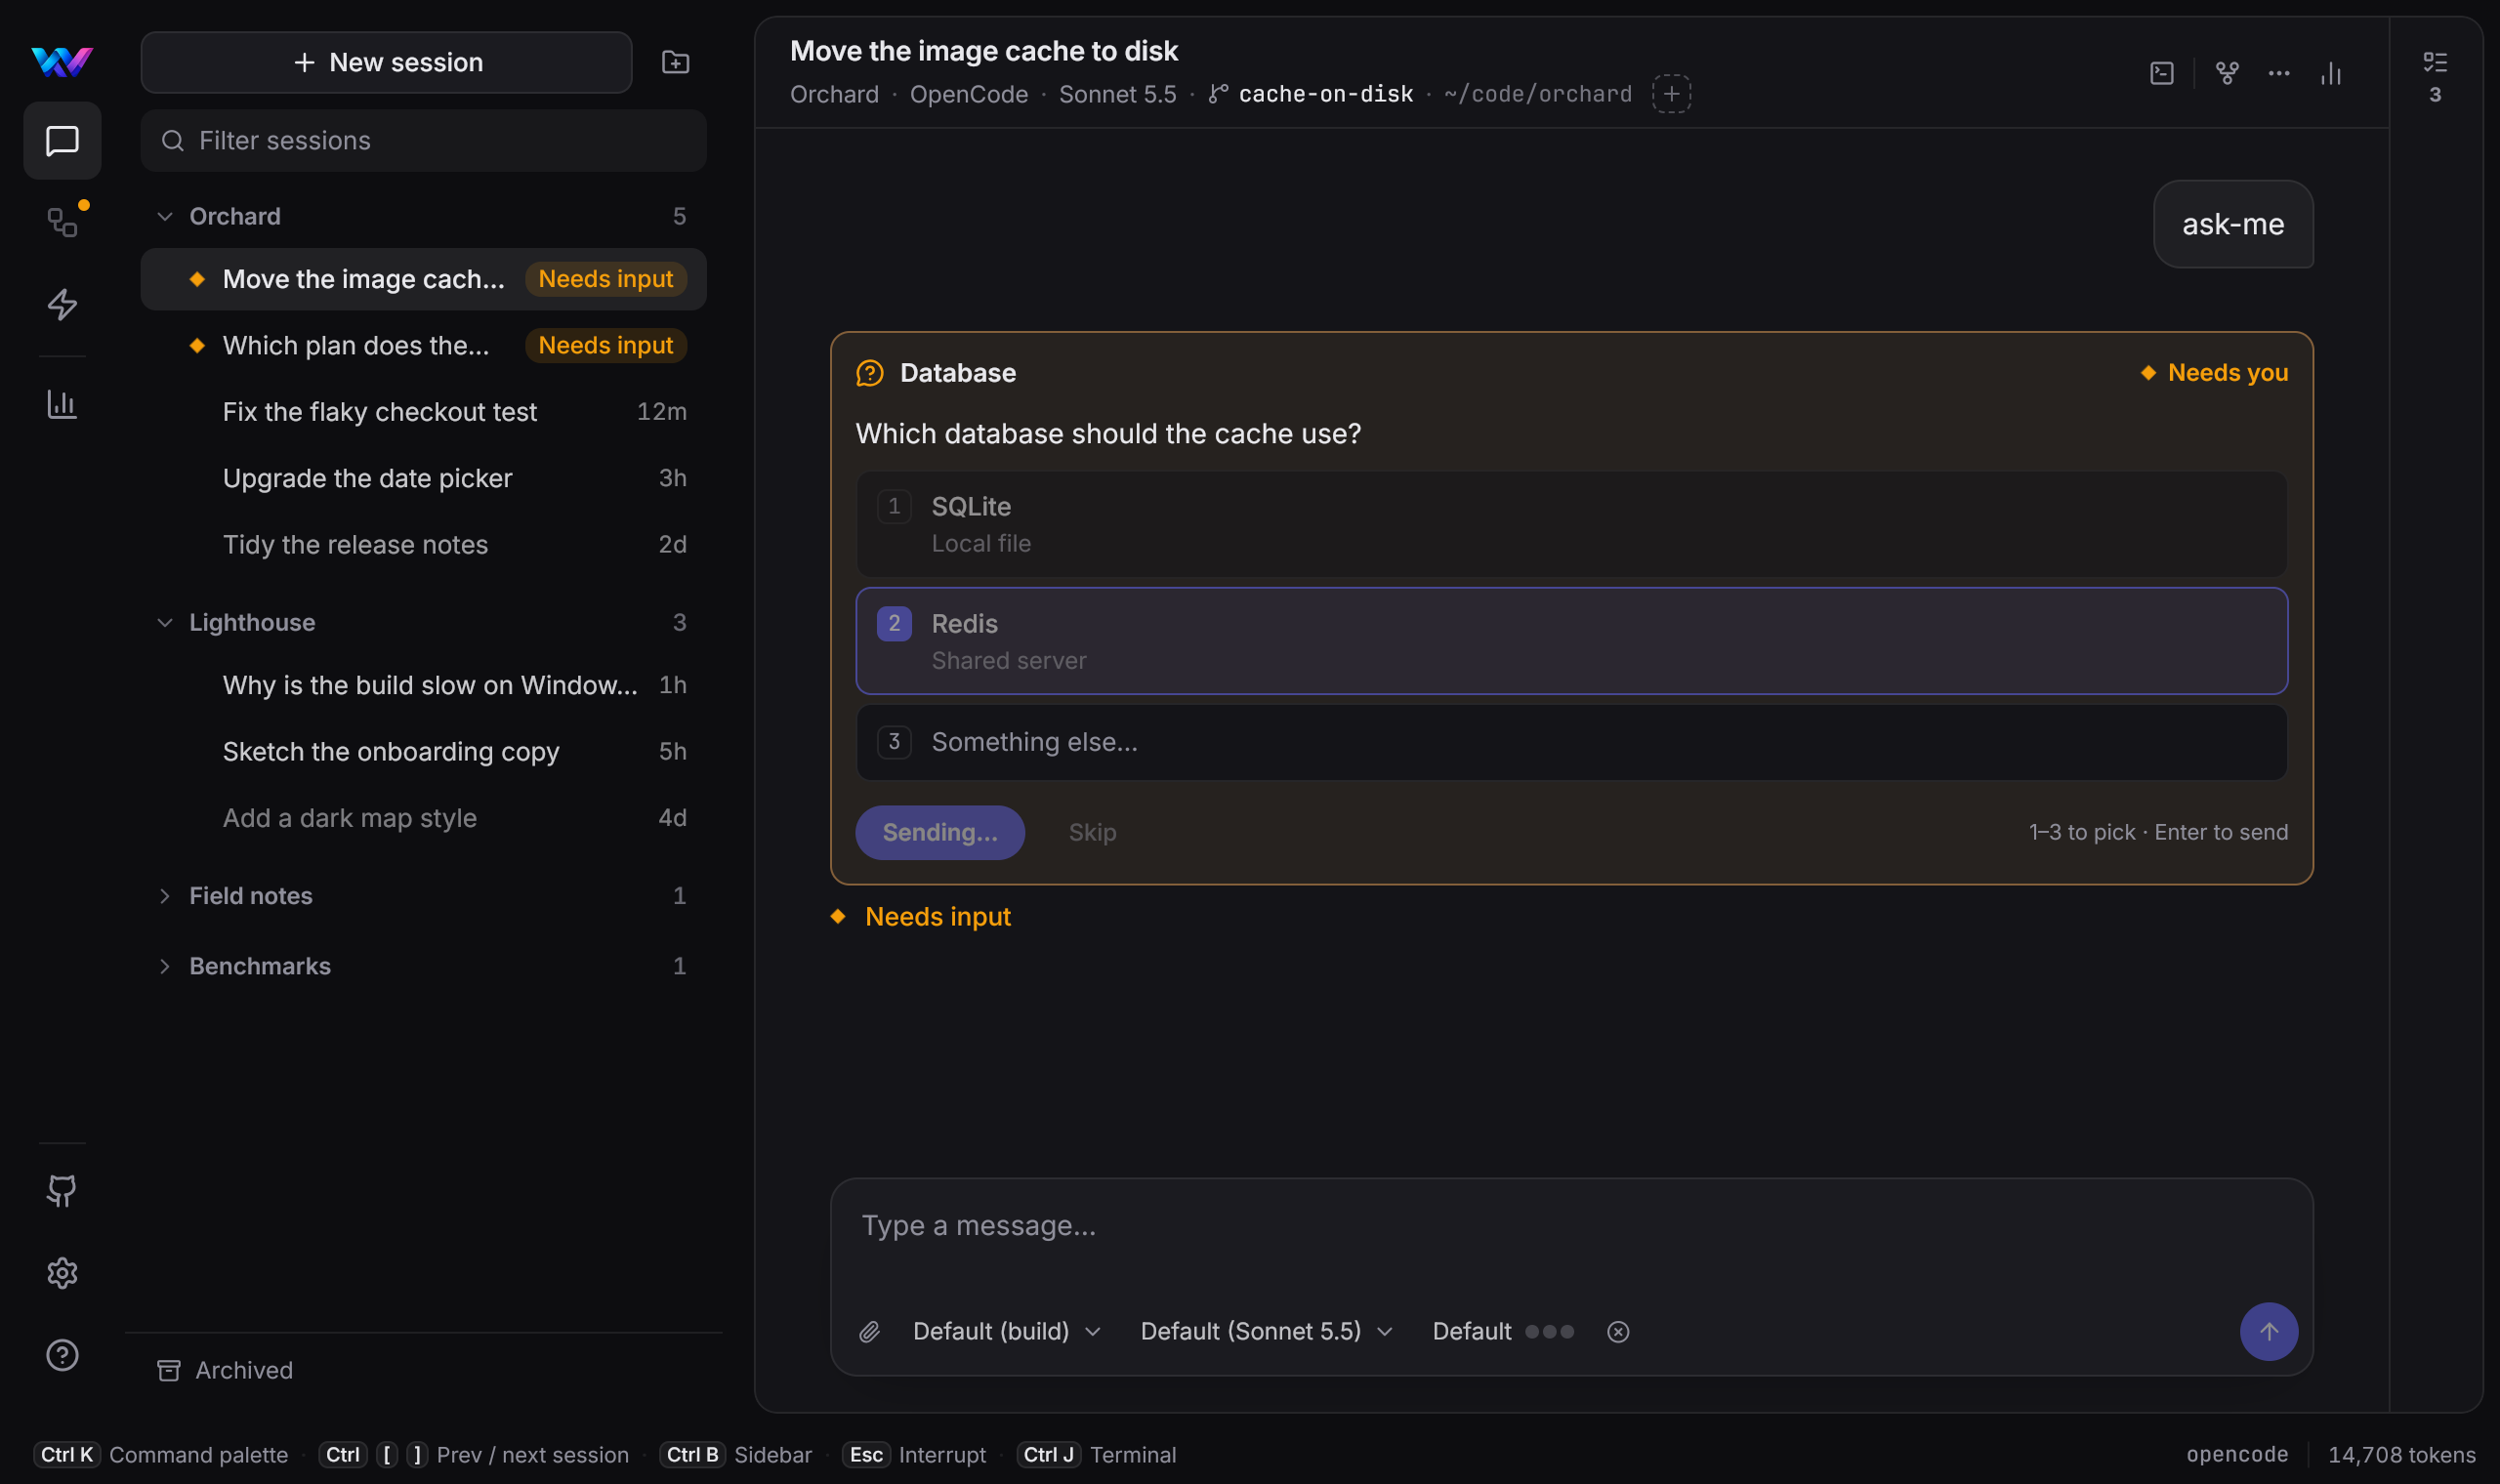 New session
Filter sessions
Orchard 5
Move the image cach... Needs input
Which plan does the... Needs input
Fix the flaky checkout test 12m
Upgrade the date picker 3h
Tidy the release notes 2d
Lighthouse 3
Why is the build slow on Window... 1h
Sketch the onboarding copy 5h
Add a dark map style 4d
Field notes 1
Benchmarks 1
Archived
Move the image cache to disk
Orchard · OpenCode · Sonnet 5.5 · cache-on-disk · ~/code/orchard
3
ask-me
Database Needs you
Which database should the cache use?
1 SQLite
Local file
2 Redis
Shared server
3 Something else...
Sending... Skip 1–3 to pick · Enter to send
Needs input
Type a message...
Default (build) Default (Sonnet 5.5) Default
Ctrl K Command palette · Ctrl [ ] Prev / next session · Ctrl B Sidebar · Esc Interrupt · Ctrl J Terminal
opencode 14,708 tokens